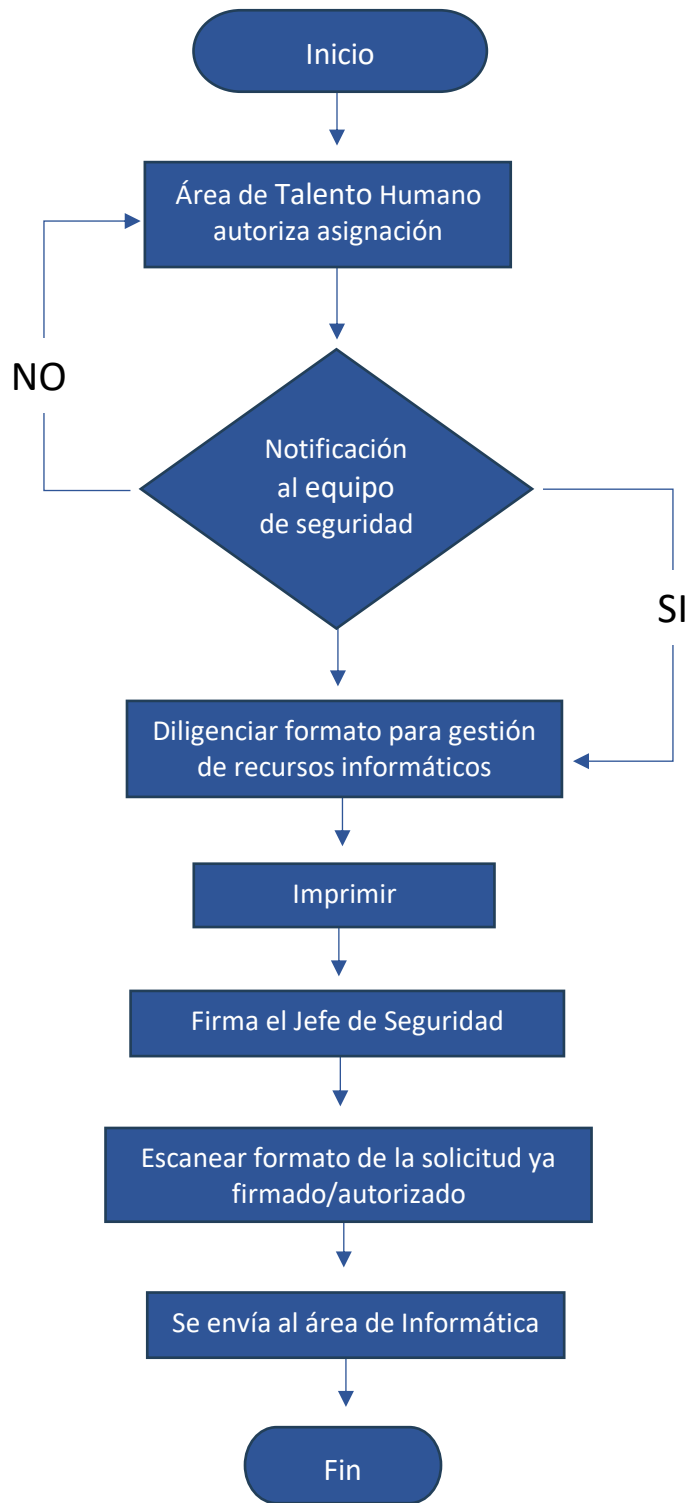 Inicio
Área de Talento Humano
autoriza asignación
NO
Notificación
al equipo
de seguridad
SI
Diligenciar formato para gestión
de recursos informáticos
Imprimir
Firma el Jefe de Seguridad
Escanear formato de la solicitud ya
firmado/autorizado
Se envía al área de Informática
Fin